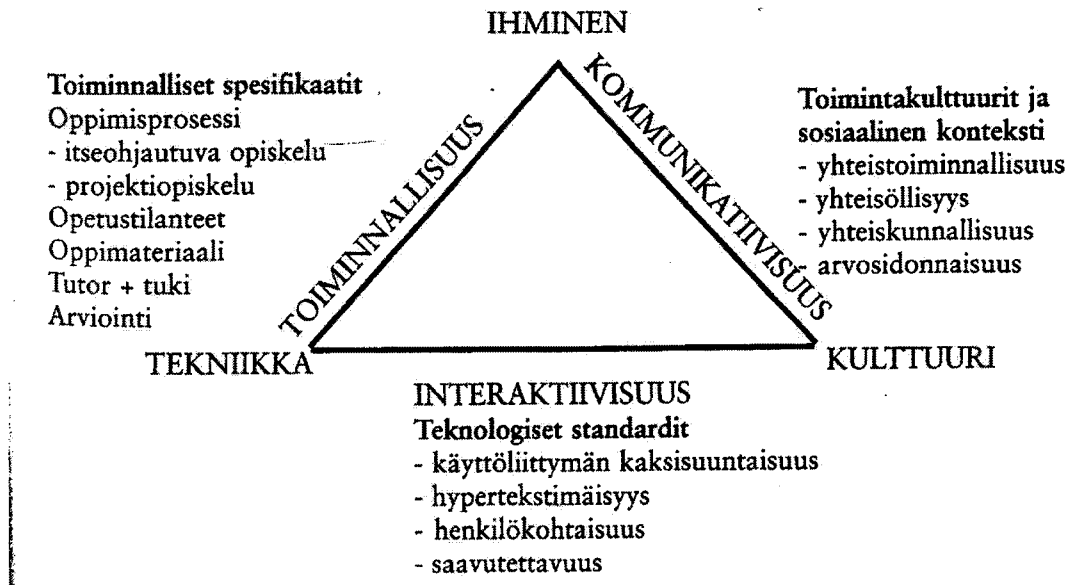 IHMINEN
Toiminnalliset spesifikaatit
Oppimisprosessi
- itseohjautuva opiskelu
- projektiopiskelu
Opetustilanteet
Oppimateriaali
Tutor + tuki
Arviointi
TOIMINNALLISUUS
KOMMUNIKATIIVISUUS
Toimintakulttuurit ja
sosiaalinen konteksti
- yhteistoiminnallisuus
- yhteisöllisyys
- yhteiskunnallisuus
- arvosidonnaisuus
TEKNIIKKA
KULTTUURI
INTERAKTIIVISUUS
Teknologiset standardit
- käyttöliittymän kaksisuuntaisuus
- hypertekstimäisyys
- henkilökohtaisuus
- saavutettavuus